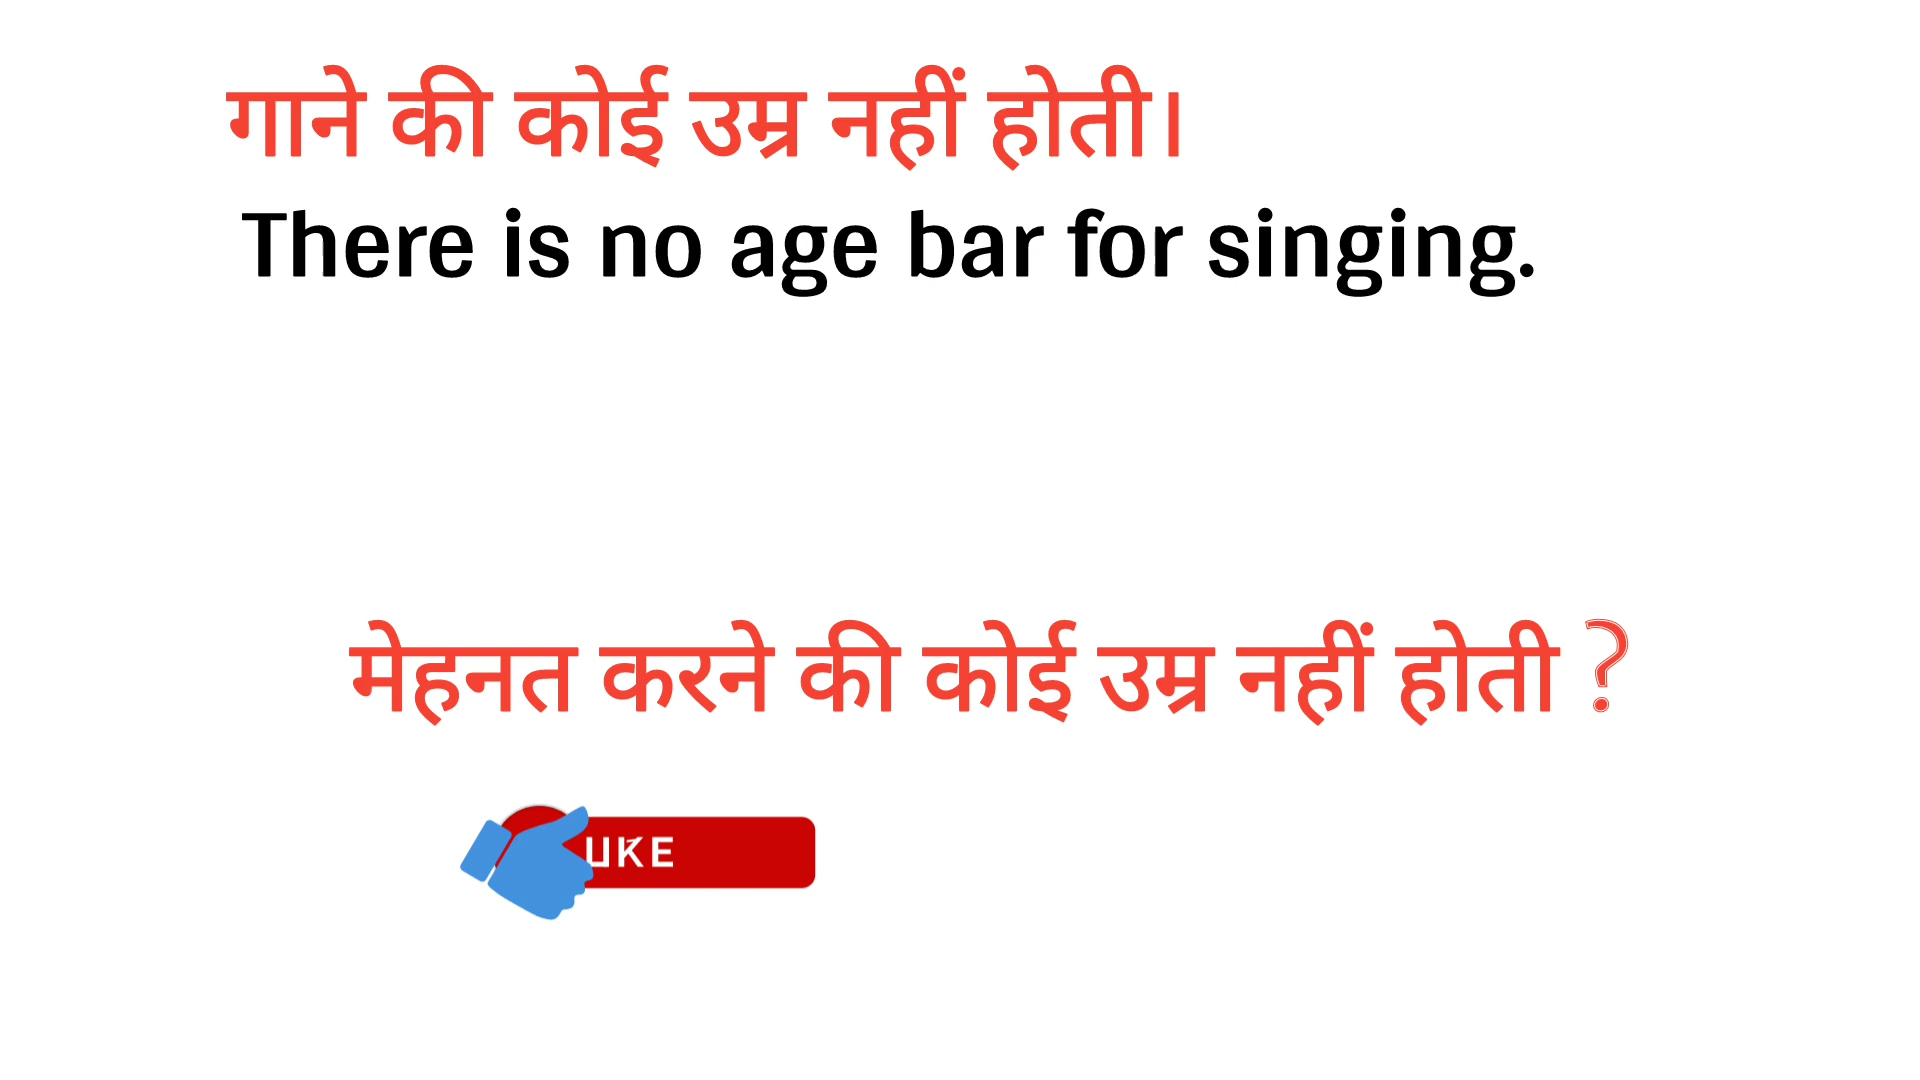 गाने की कोई उम्र नहीं होती।
There is no age bar for singing.
मेहनत करने की कोई उम्र नहीं होती ?
LIKE